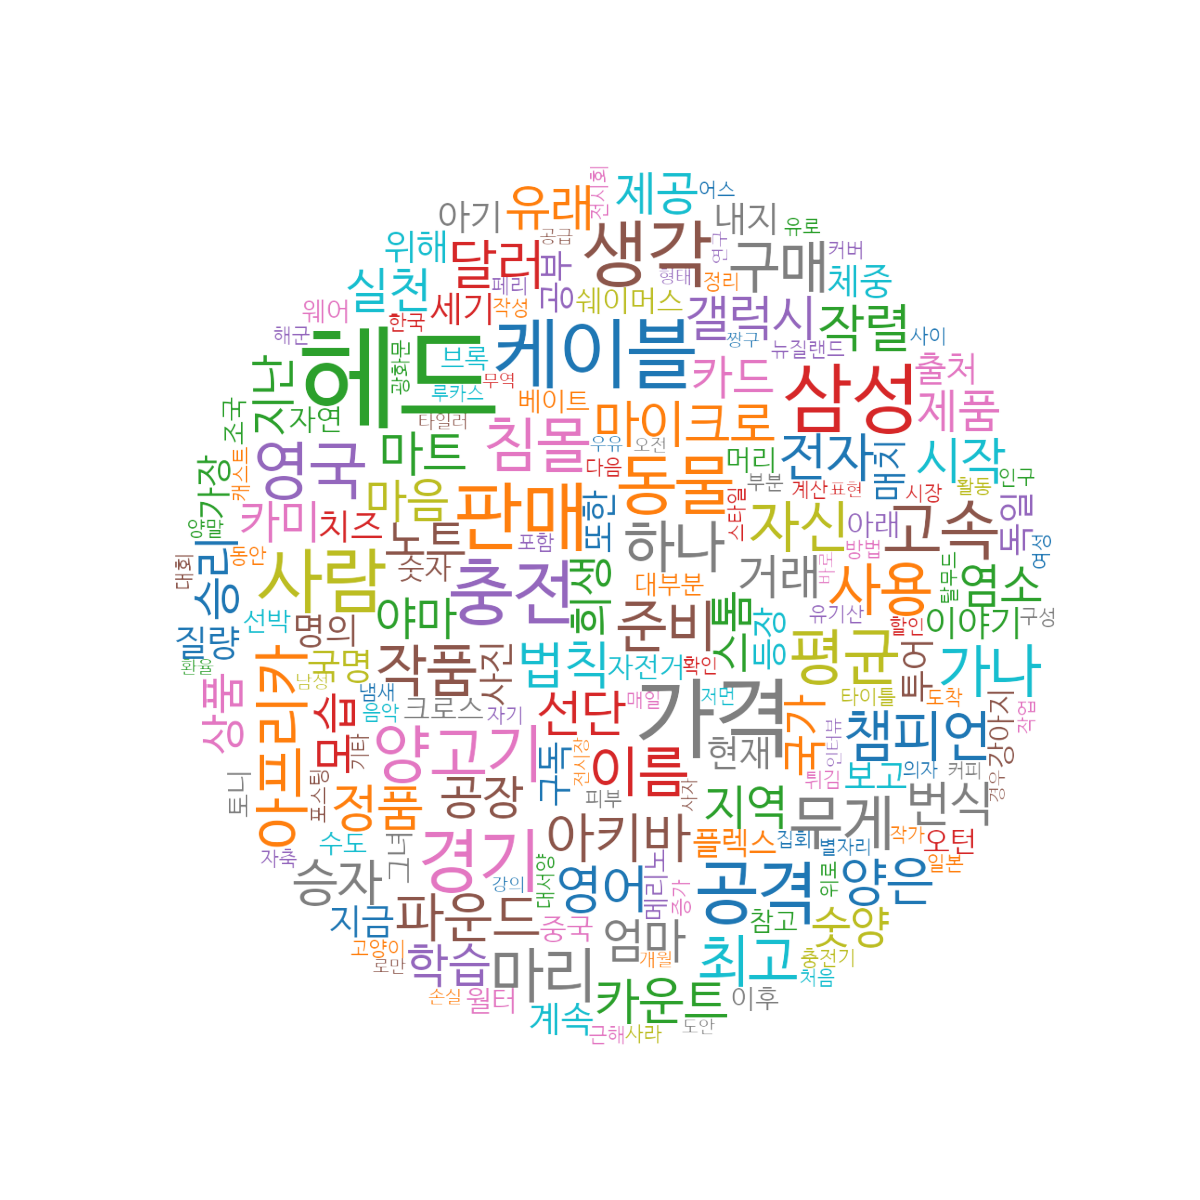 전시회
제공
어스
아기
유래
내지
유로
위해
달러
공급
생각
연구
구매
커버
실천
페리
공부
형태
정리
체중
웨어
세기
작성
쉐이머스
갤럭시
작렬
해군
한국
헤드
케이블
짱구
뉴질랜드
사이
지난
광화문
브록
무역
카드
삼성
출처
조국
자연
루카스
베이트
마이크로
제품
타일러
마트
침몰
우유
오전
전자
매치
시작
영국
캐스트
가장
마음
판매
다음
동물
머리
부분
계산
표현
시장
활동
인구
양말
카미
치즈
노트
포함
또한
하나
스타일
자신
아래
고속
독일
여성
대회
승리
동안
사람
숫자
충전
희생
대부분
거래
방법
바로
사용
탈무드
염소
질량
선박
명의
야마
준비
스톰
등장
유기산
할인
이야기
구성
환율
국명
남성
작품
사진
법칙
자전거
확인
평균
투어
가나
상품
아프리카
모습
냄새
음악
크로스
자기
선단
매일
가격
저먼
타이틀
도착
강아지
작업
토니
포스팅
기타
양고기
구독
전시장
이름
현재
국가
인터뷰
챔피언
정품
공장
피부
사자
지역
튀김
보고
의자
커피
경우
번식
수도
자축
그녀
경기
아키바
플렉스
집회
무게
별자리
작가
오턴
일본
승자
강의
대서양
영어
메리노
증가
공격
위로
양은
지금
파운드
중국
엄마
참고
숫양
고양이
로만
학습
마리
개월
최고
충전기
처음
손실
월터
계속
카운트
이후
근해
사라
도안